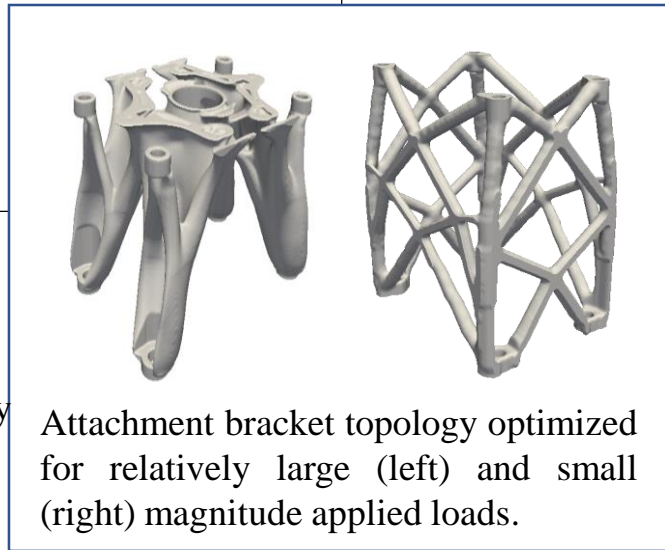 y
Attachment bracket topology optimized
for relatively large (left) and small
(right) magnitude applied loads.